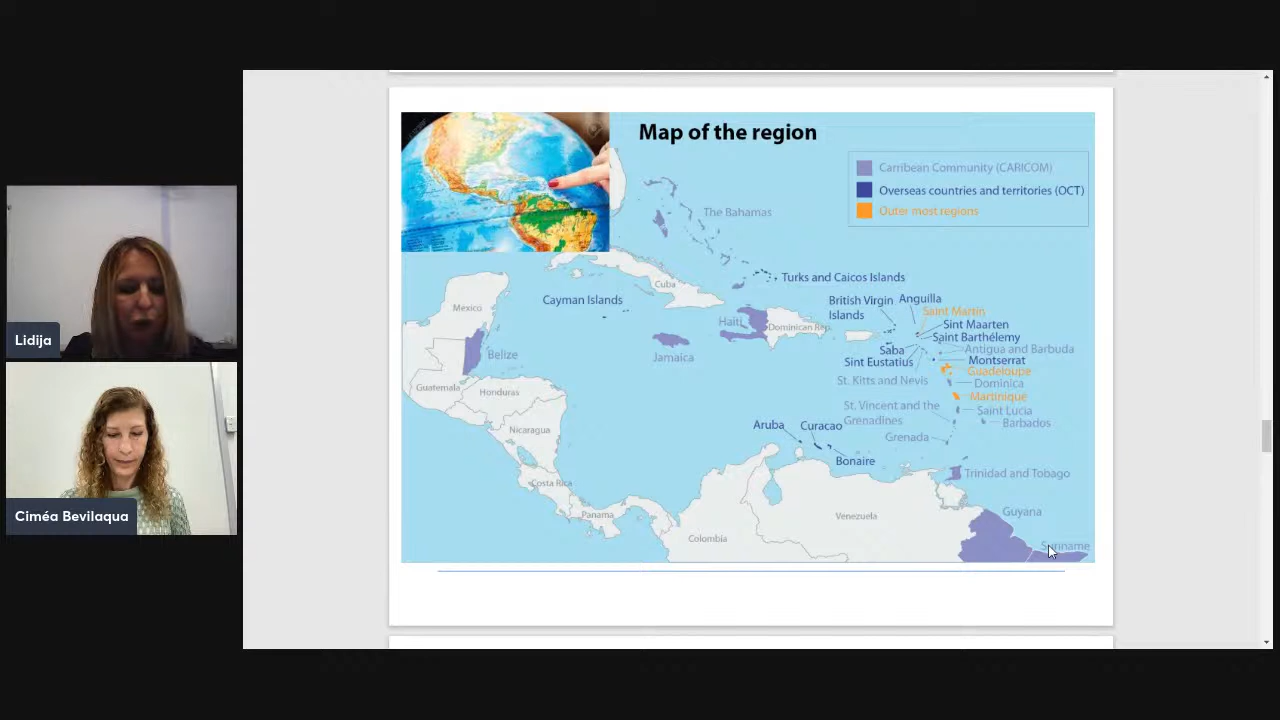 Lidija
Ciméa Bevilaqua
Map of the region
Carribean Community (CARICOM)
Overseas countries and territories (OCT)
Outer most regions
The Bahamas
Turks and Caicos Islands
Cuba
Cayman Islands
Mexico
British Virgin
Islands
Anguilla
Saint Martin
Sint Maarten
Saint Barthélemy
Haiti
Dominican Rep.
Jamaica
Belize
Saba
Sint Eustatius
Antigua and Barbuda
Montserrat
Guadeloupe
St. Kitts and Nevis
Dominica
Martinique
Guatemala
Honduras
St. Vincent and the
Grenadines
Saint Lucia
Barbados
Nicaragua
Aruba
Curacao
Grenada
Bonaire
Trinidad and Tobago
Costa Rica
Panama
Colombia
Venezuela
Guyana
Suriname